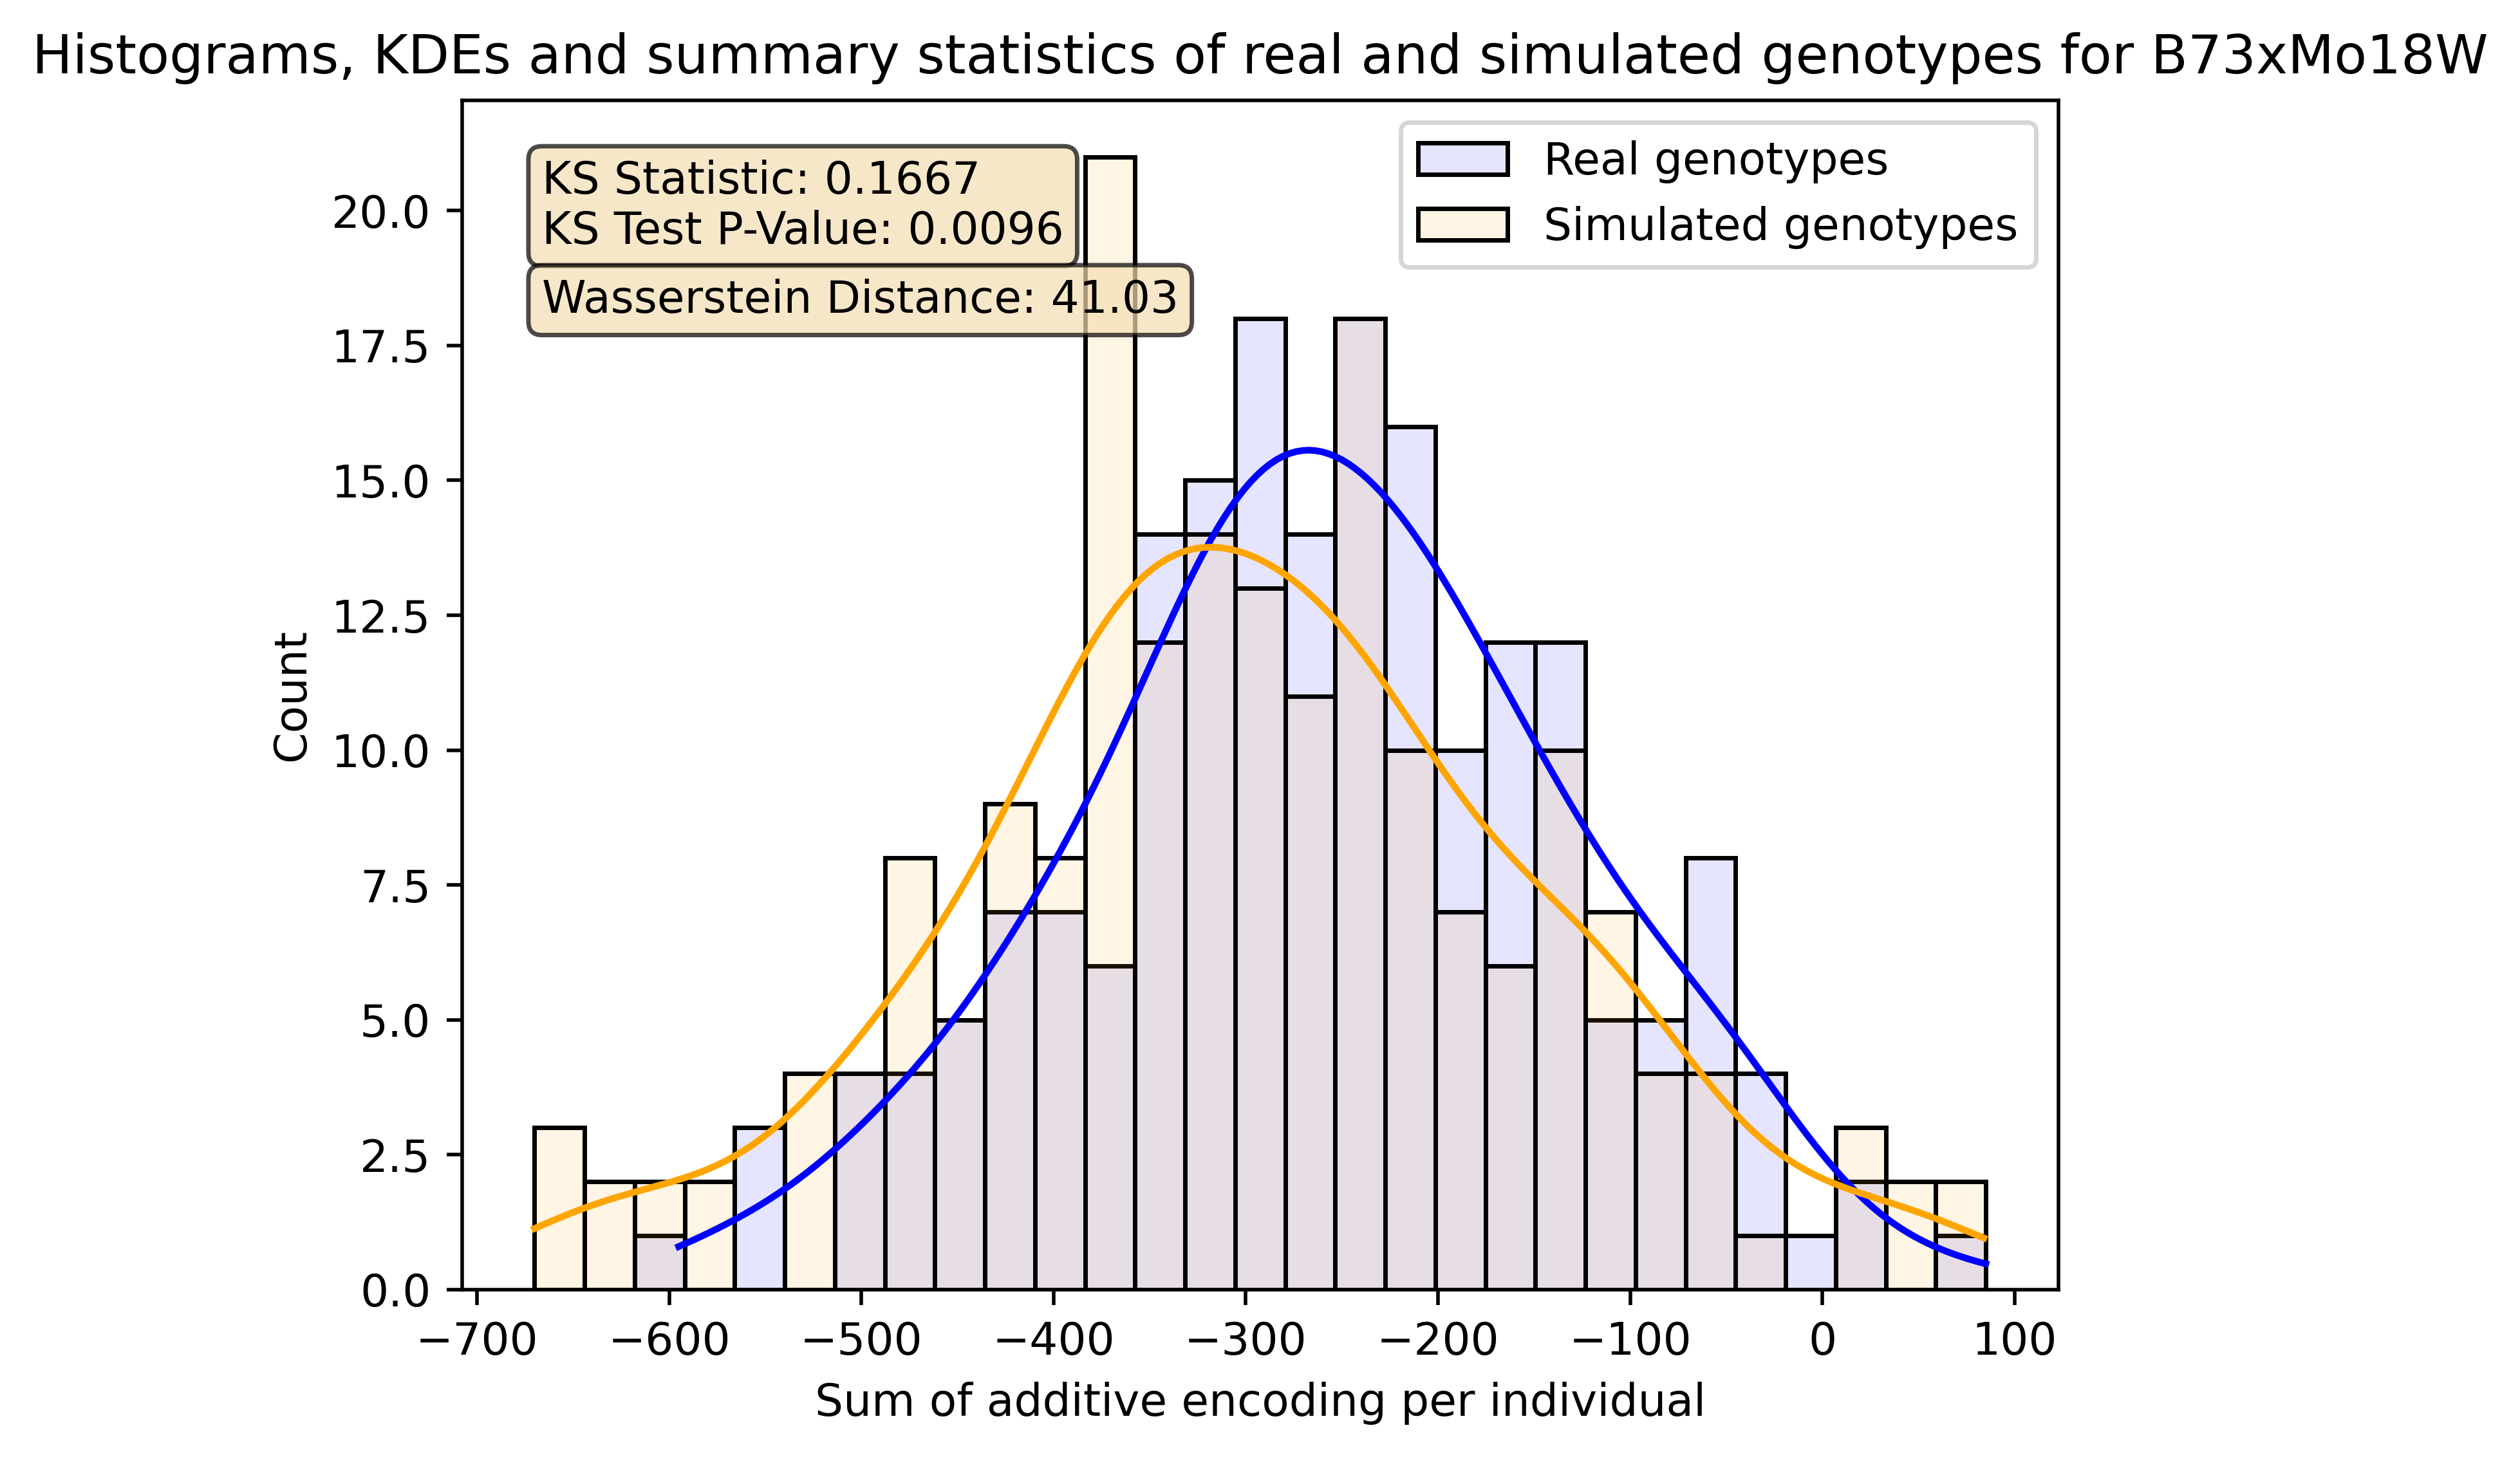 Histograms, KDEs and summary statistics of real and simulated genotypes for B73xMo18W
KS Statistic: 0.1667
KS Test P-Value: 0.0096
Wasserstein Distance: 41.03
Real genotypes
Simulated genotypes
20.0
17.5
15.0
12.5
10.0
7.5
5.0
2.5
0.0
Count
−700
−600
−500
−400
−300
−200
−100
0
100
Sum of additive encoding per individual